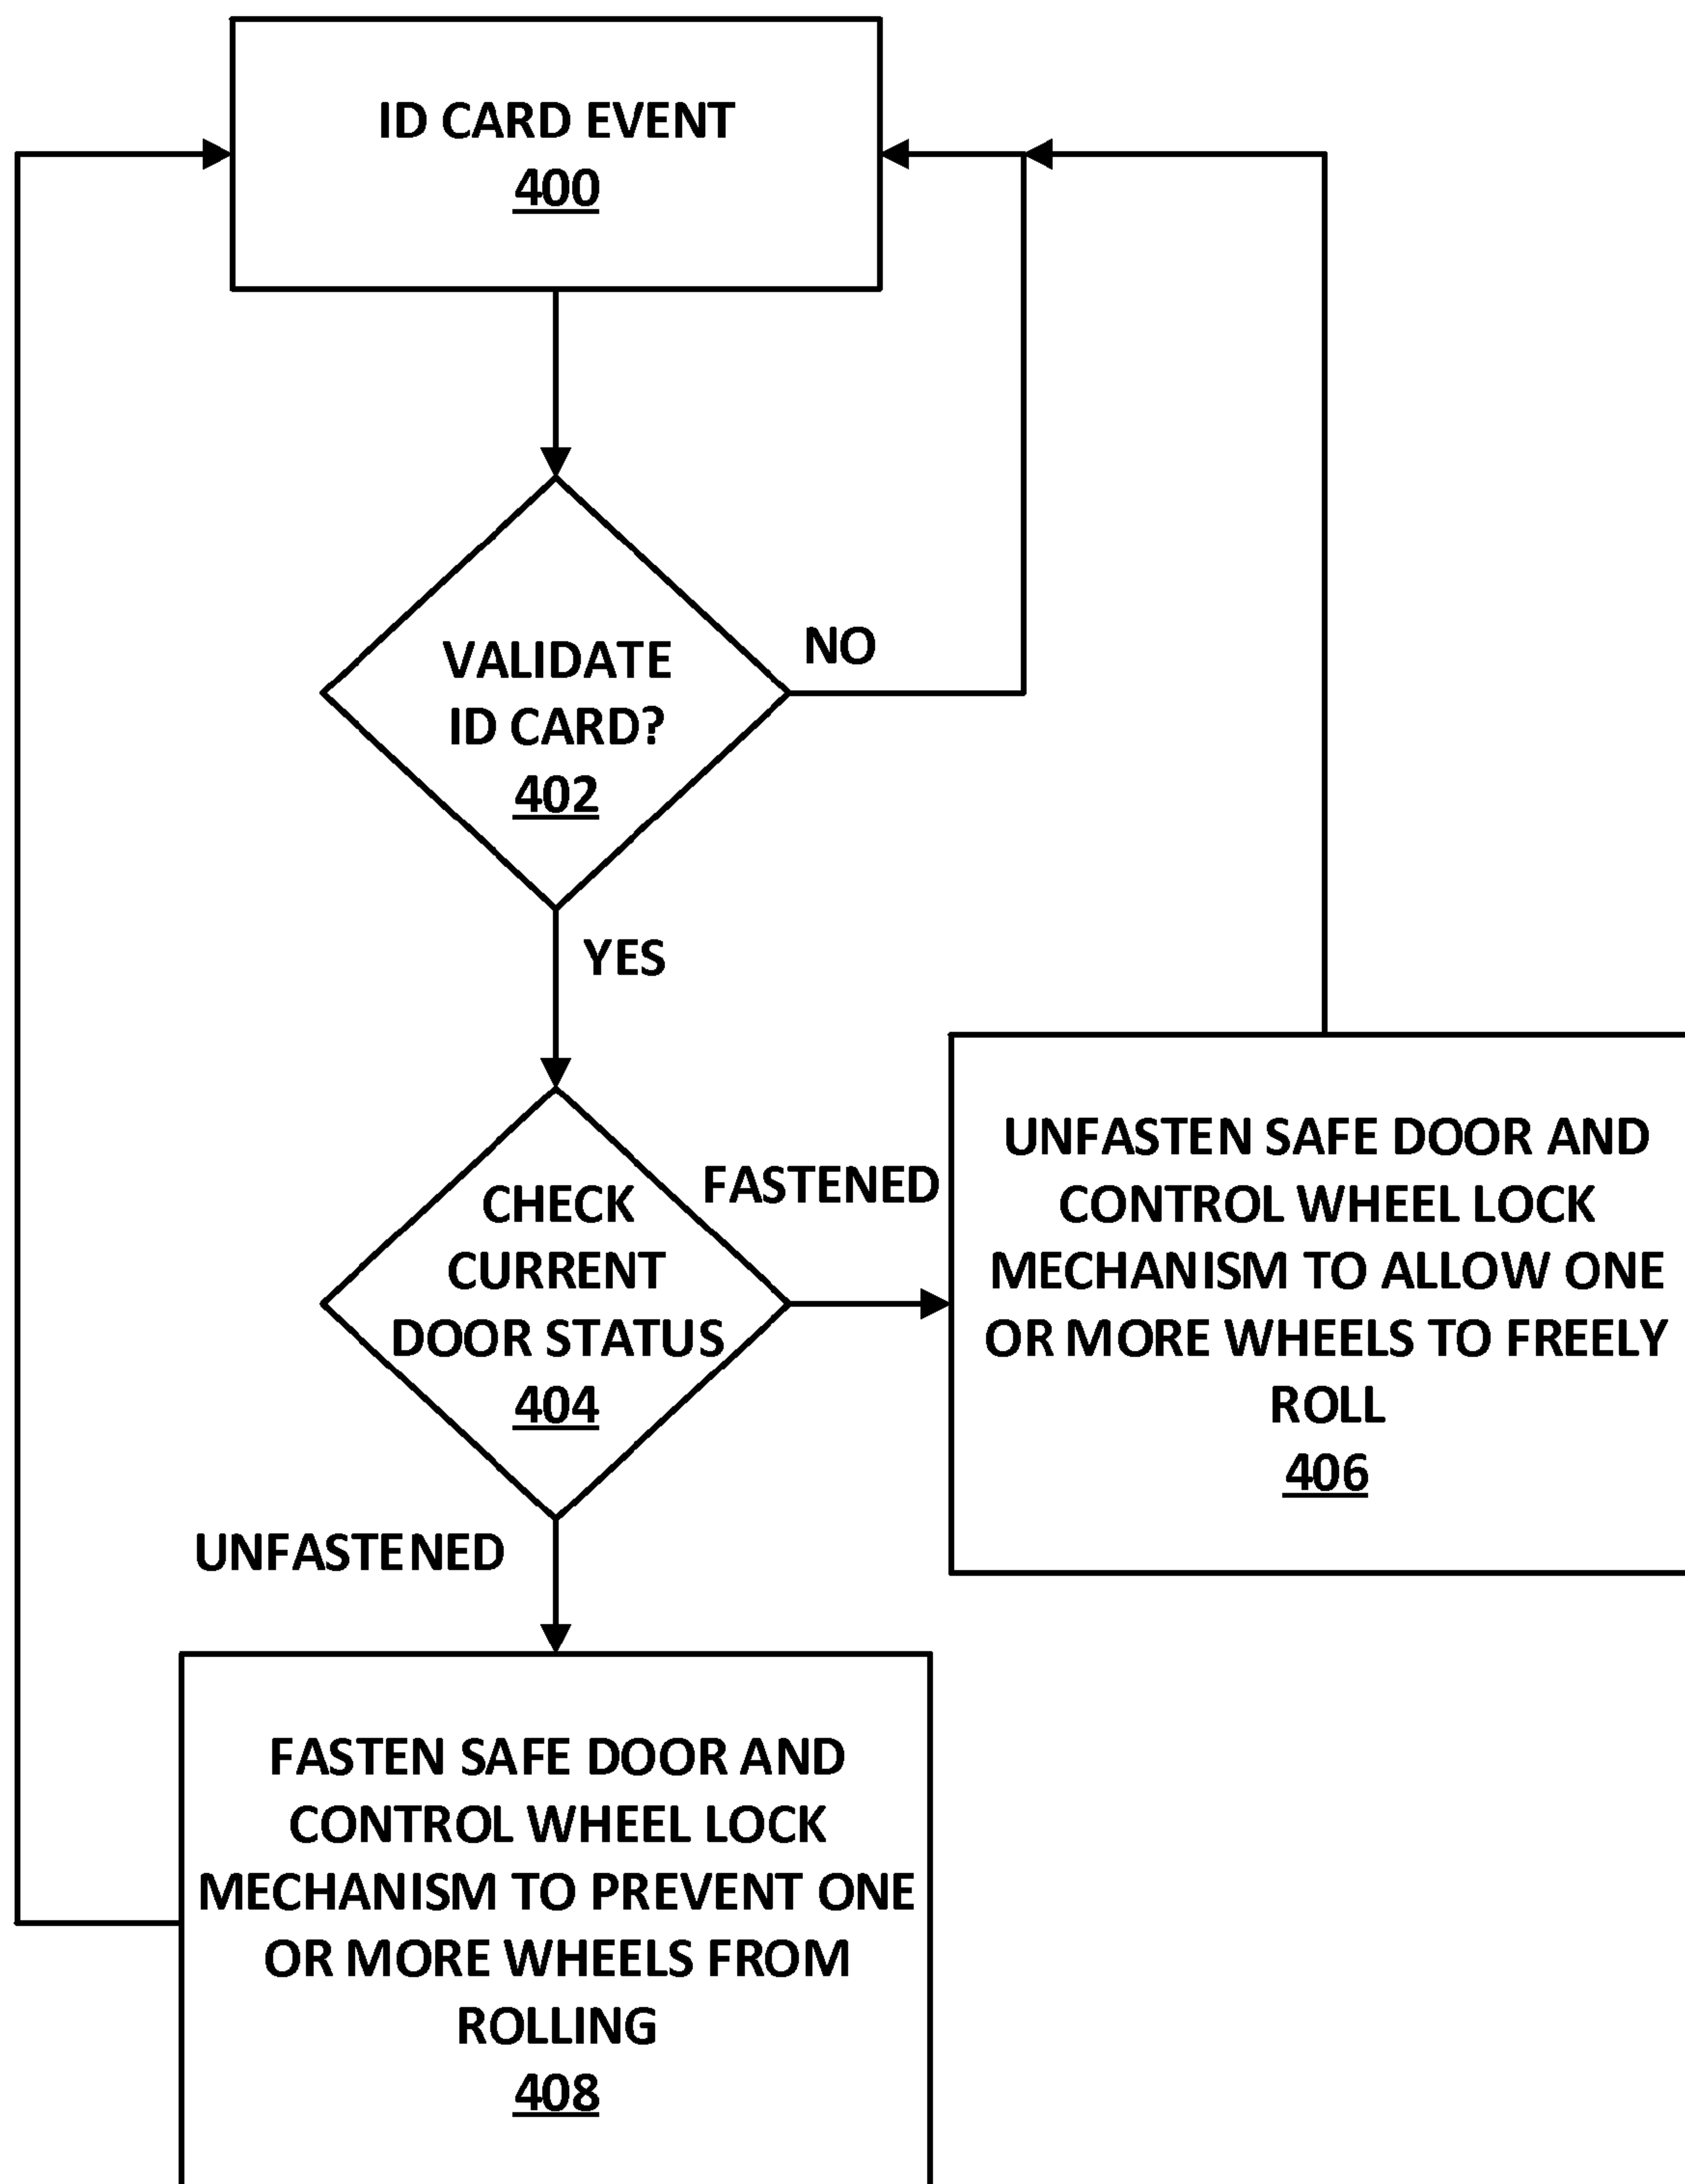 ID CARD EVENT
400
VALIDATE
ID CARD?
402
NO
YES
CHECK
CURRENT
DOOR STATUS
404
FASTENED
UNFASTEN SAFE DOOR AND
CONTROL WHEEL LOCK
MECHANISM TO ALLOW ONE
OR MORE WHEELS TO FREELY
ROLL
406
UNFASTENED
FASTEN SAFE DOOR AND
CONTROL WHEEL LOCK
MECHANISM TO PREVENT ONE
OR MORE WHEELS FROM
ROLLING
408